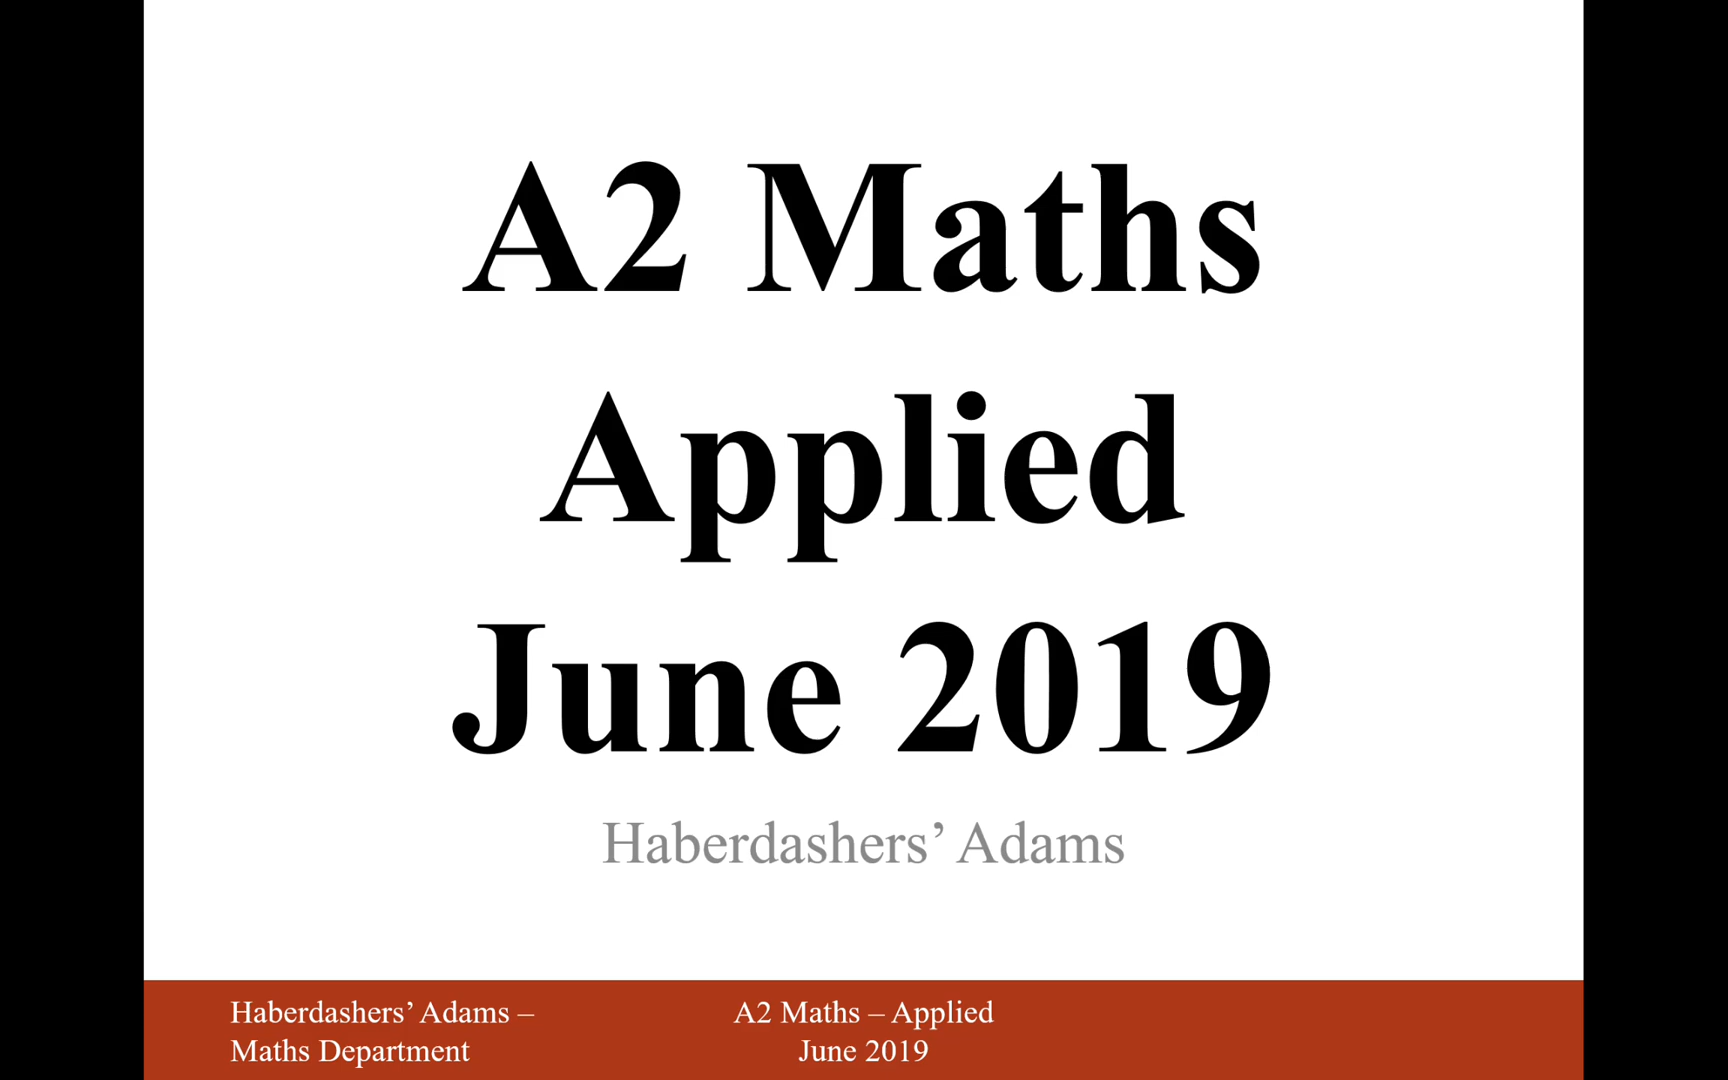 A2 Maths
Applied
June 2019
Haberdashers’ Adams
Haberdashers’ Adams –
Maths Department
A2 Maths – Applied
June 2019